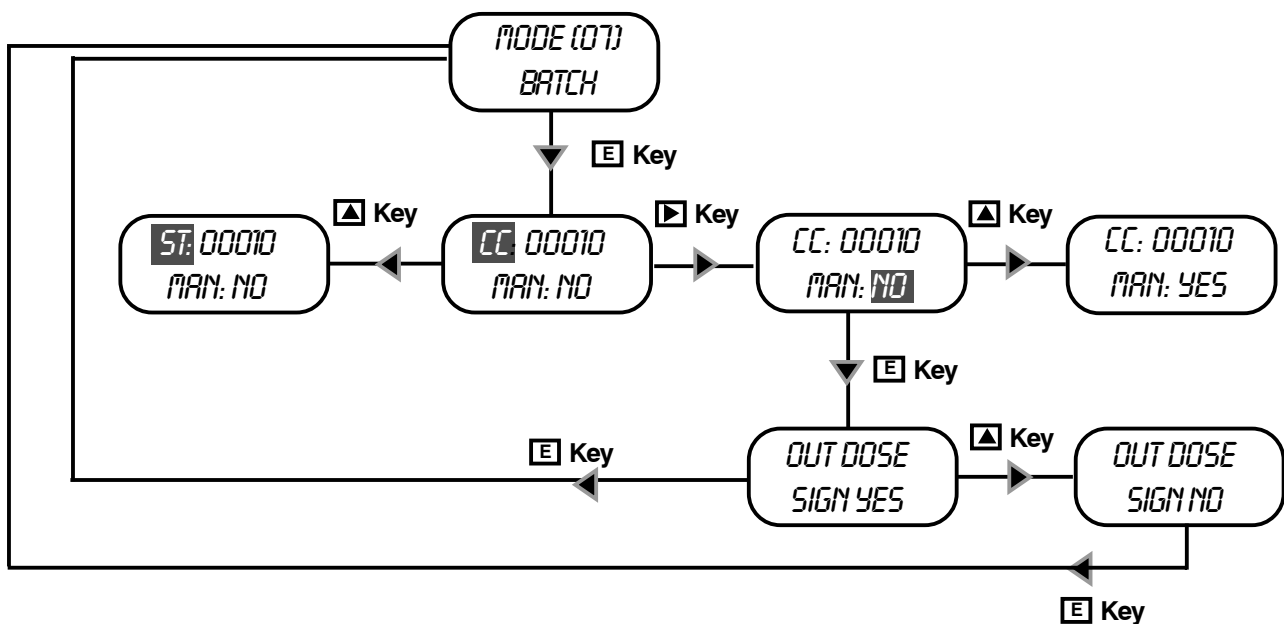 MODE (07)
BATCH
E Key
▲ Key
▶ Key
▲ Key
ST: 00010
MAN: NO
CC: 00010
MAN: NO
CC: 00010
MAN: NO
CC: 00010
MAN: YES
E Key
E Key
▲ Key
OUT DOSE
SIGN YES
OUT DOSE
SIGN NO
E Key